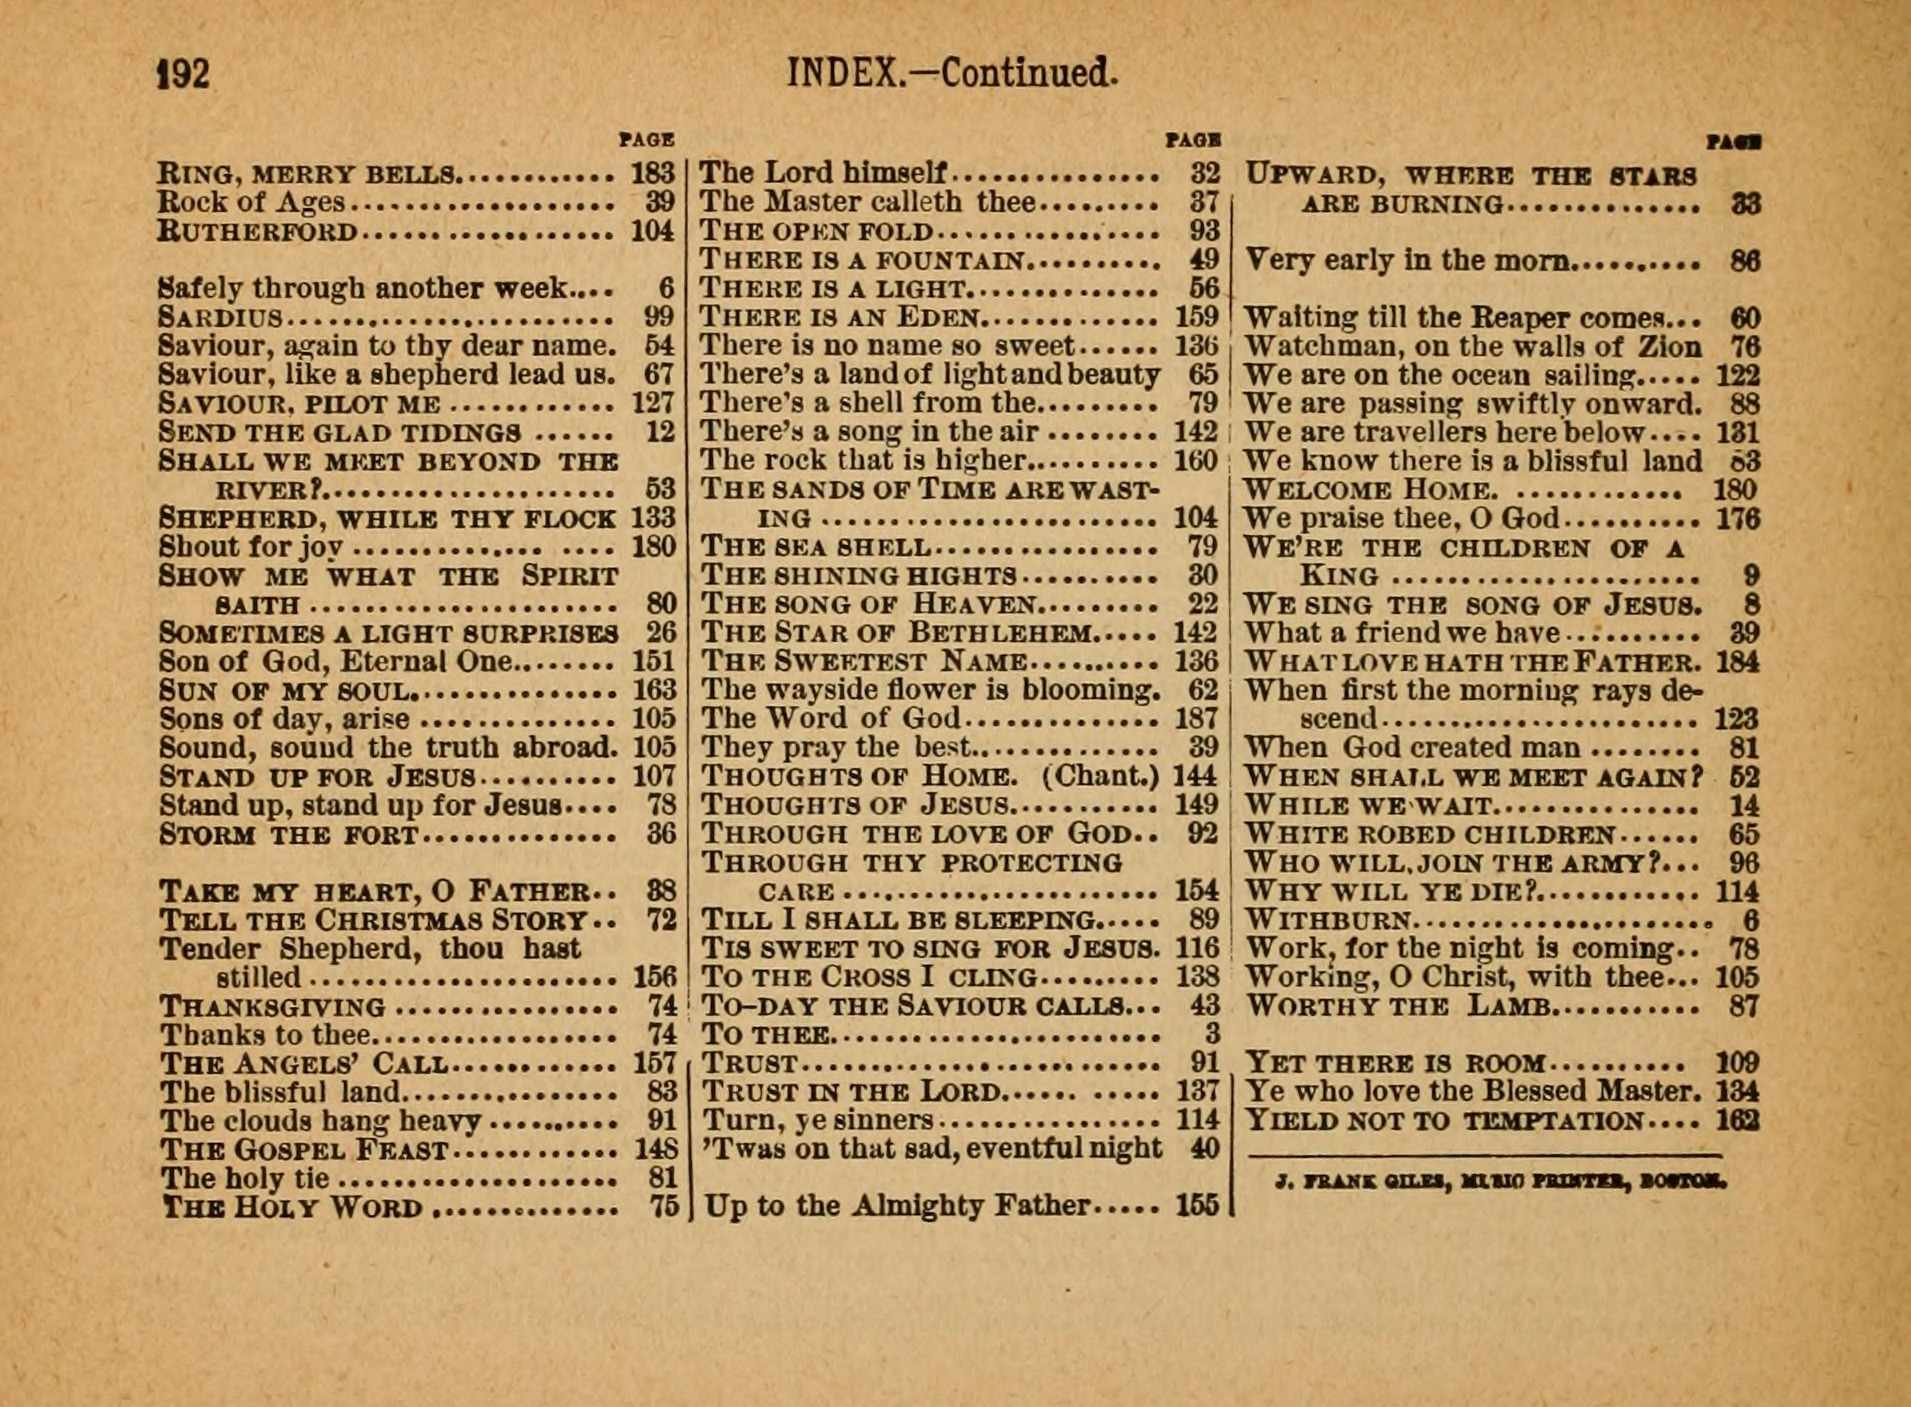 192
INDEX.—Continued.
PAGE
RING, MERRY BELLS............ 183
Rock of Ages................... 39
RUTHERFORD.................. 104
Safely through another week.... 6
SARDIUS........................ 99
Saviour, again to thy dear name. 54
Saviour, like a shepherd lead us. 67
SAVIOUR, PILOT ME ............ 127
SEND THE GLAD TIDINGS ...... 12
SHALL WE MEET BEYOND THE
RIVER?..................... 53
SHEPHERD, WHILE THY FLOCK 133
Shout for joy .............. .... 180
SHOW ME WHAT THE SPIRIT
SAITH ...................... 80
SOMETIMES A LIGHT SURPRISES 26
Son of God, Eternal One........ 151
SUN OF MY SOUL............... 163
Sons of day, arise .............. 105
Sound, sound the truth abroad. 105
STAND UP FOR JESUS.......... 107
Stand up, stand up for Jesus.... 78
STORM THE FORT.............. 36
TAKE MY HEART, O FATHER.. 38
TELL THE CHRISTMAS STORY.. 72
Tender Shepherd, thou hast
stilled ...................... 156
THANKSGIVING ................ 74
Thanks to thee.................. 74
THE ANGELS' CALL............ 157
The blissful land................ 83
The clouds hang heavy ......... 91
THE GOSPEL FEAST............ 148
The holy tie .................... 81
THE HOLY WORD .............. 75
PAGE
The Lord himself............... 32
The Master calleth thee......... 37
THE OPEN FOLD................ 93
THERE IS A FOUNTAIN.......... 49
THERE IS A LIGHT.............. 56
THERE IS AN EDEN............. 159
There is no name so sweet...... 136
There's a land of light and beauty 65
There's a shell from the......... 79
There's a song in the air ........ 142
The rock that is higher.......... 160
THE SANDS OF TIME ARE WAST-
ING ........................ 104
THE SEA SHELL................ 79
THE SHINING HIGHTS.......... 30
THE SONG OF HEAVEN......... 22
THE STAR OF BETHLEHEM..... 142
THE SWEETEST NAME.......... 136
The wayside flower is blooming. 62
The Word of God.............. 187
They pray the best.............. 39
THOUGHTS OF HOME. (Chant.) 144
THOUGHTS OF JESUS........... 149
THROUGH THE LOVE OF GOD.. 92
THROUGH THY PROTECTING
CARE ...................... 154
TILL I SHALL BE SLEEPING..... 89
TIS SWEET TO SING FOR JESUS. 116
TO THE CROSS I CLING......... 138
TO-DAY THE SAVIOUR CALLS... 43
TO THEE........................ 3
TRUST.......................... 91
TRUST IN THE LORD...... ..... 137
Turn, ye sinners................ 114
'Twas on that sad, eventful night 40
Up to the Almighty Father..... 155
PAGE
UPWARD, WHERE THE STARS
ARE BURNING.............. 33
Very early in the morn.......... 86
Waiting till the Reaper comes... 60
Watchman, on the walls of Zion 76
We are on the ocean sailing..... 122
We are passing swiftly onward. 88
We are travellers here below.... 131
We know there is a blissful land 83
WELCOME HOME. ............ 180
We praise thee, O God.......... 176
WE'RE THE CHILDREN OF A
KING ...................... 9
WE SING THE SONG OF JESUS. 8
What a friend we have .......... 39
WHAT LOVE HATH THE FATHER. 184
When first the morning rays de-
scend....................... 123
When God created man ........ 81
WHEN SHALL WE MEET AGAIN? 52
WHILE WE WAIT............... 14
WHITE ROBED CHILDREN...... 65
WHO WILL JOIN THE ARMY?... 96
WHY WILL YE DIE?............ 114
WITHBURN..................... 6
Work, for the night is coming.. 78
Working, O Christ, with thee... 105
WORTHY THE LAMB........... 87
YET THERE IS ROOM.......... 109
Ye who love the Blessed Master. 134
YIELD NOT TO TEMPTATION.... 162
J. FRANK GILES, MUSIC PRINTER, BOSTON.